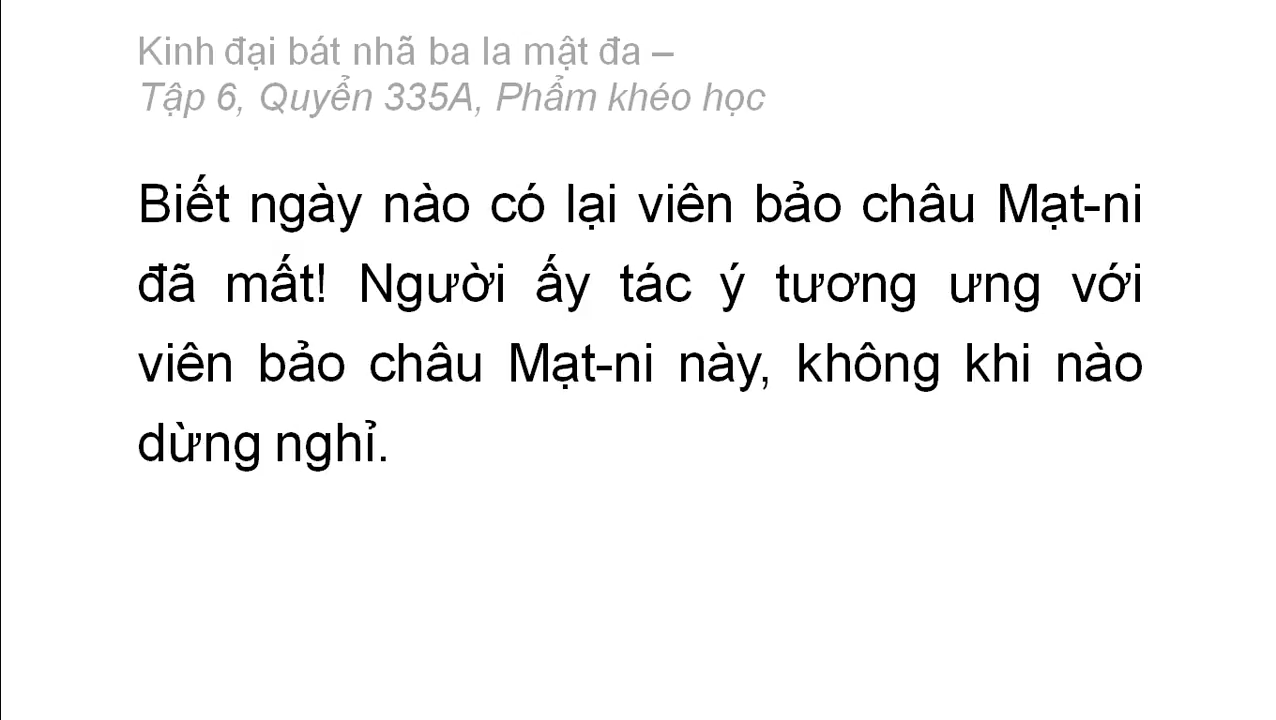 Kinh đại bát nhã ba la mật đa –
Tập 6, Quyển 335A, Phẩm khéo học
Biết ngày nào có lại viên bảo châu Mạt-ni
đã mất! Người ấy tác ý tương ưng với
viên bảo châu Mạt-ni này, không khi nào
dừng nghỉ.